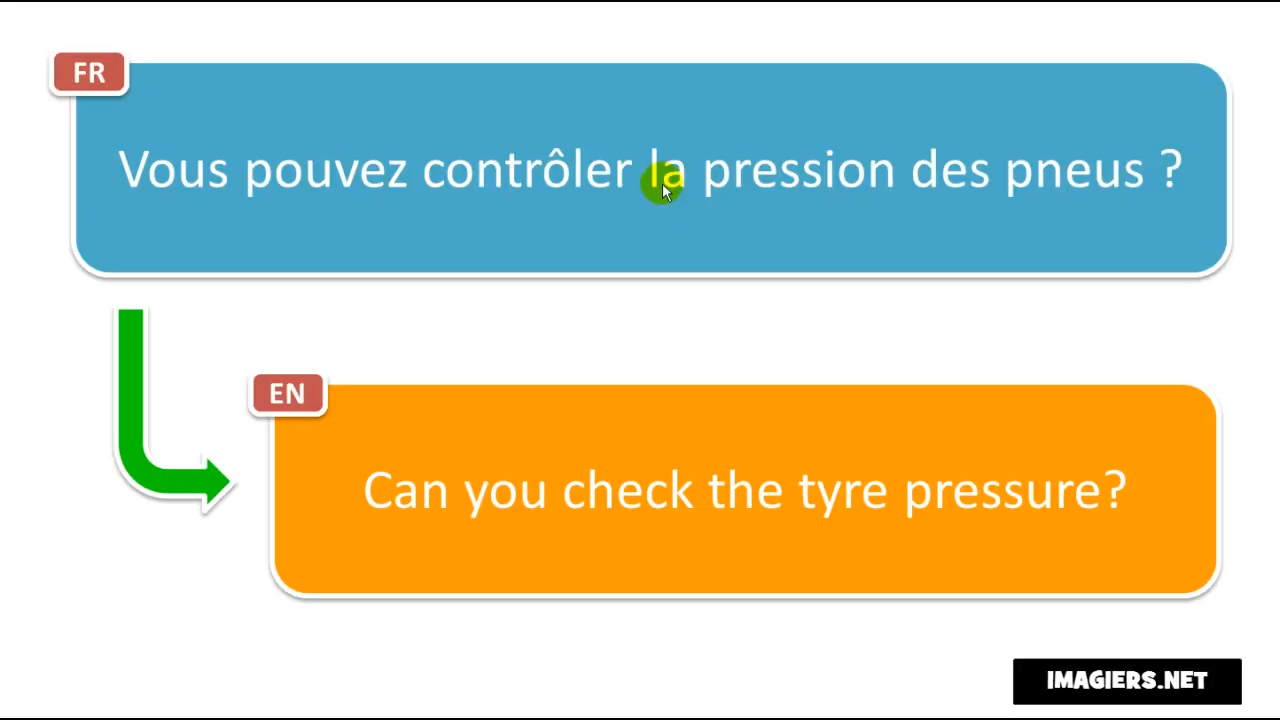 FR
Vous pouvez contrôler la pression des pneus ?
EN
Can you check the tyre pressure?
IMAGIERS.NET